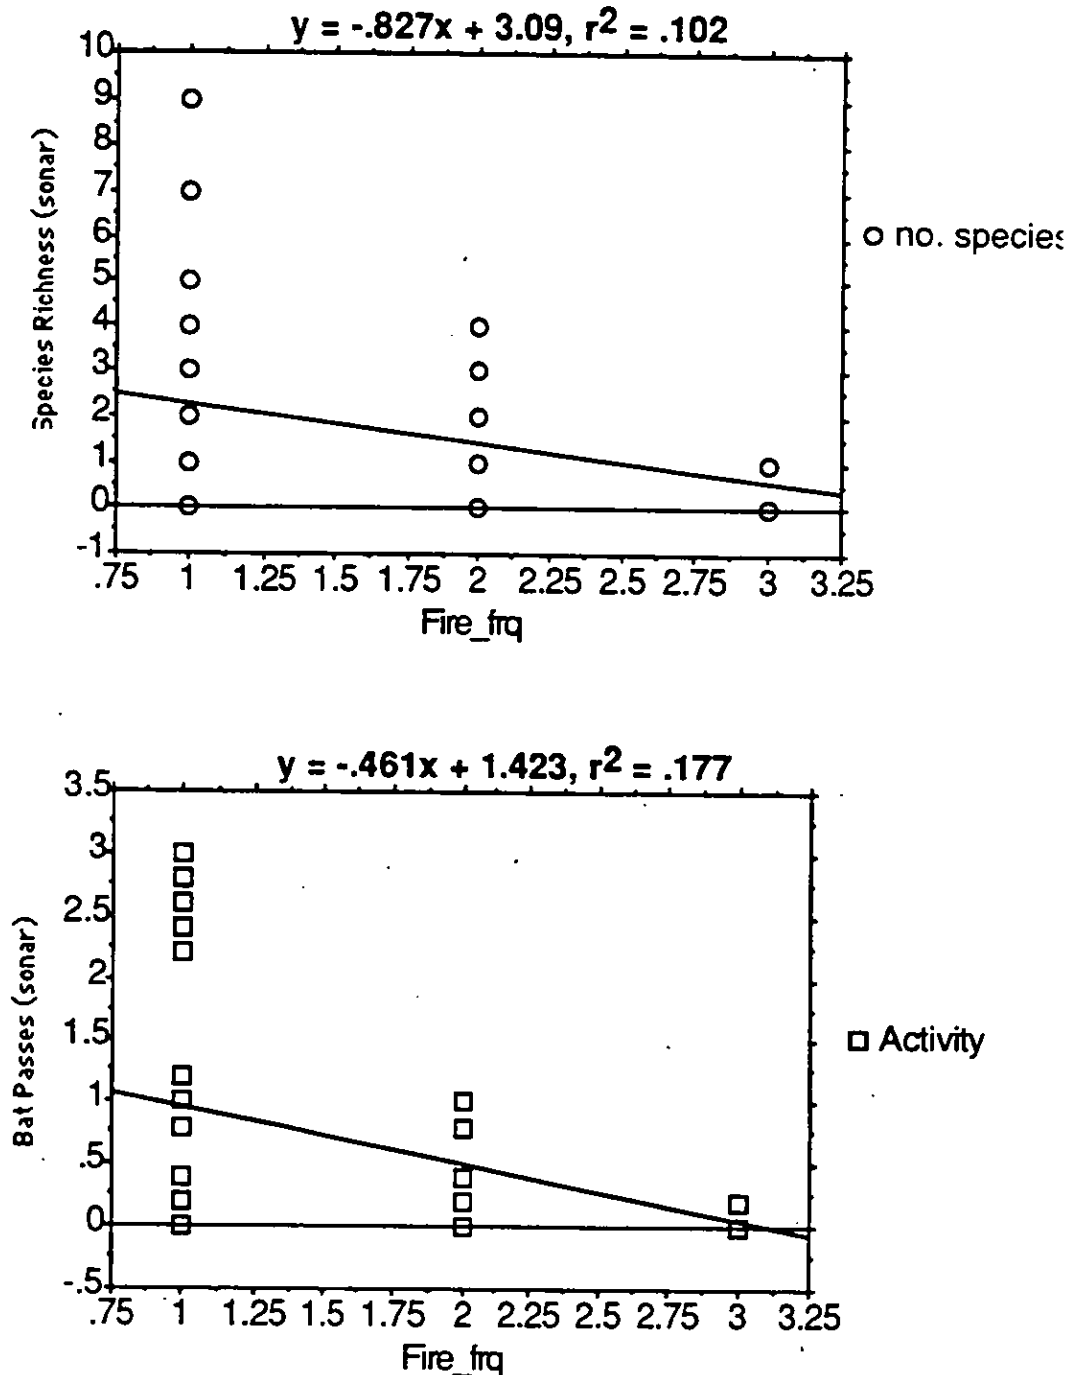 y = -.827x + 3.09, r2 = .102
10
9
8
7
6
5
4
3
2
1
0
-1
Species Richness (sonar)
.75 1 1.25 1.5 1.75 2 2.25 2.5 2.75 3 3.25
Fire_frq
no. species
y = -.461x + 1.423, r2 = .177
3.5
3
2.5
2
1.5
1
.5
0
-.5
Bat Passes (sonar)
.75 1 1.25 1.5 1.75 2 2.25 2.5 2.75 3 3.25
Fire_frq
Activity